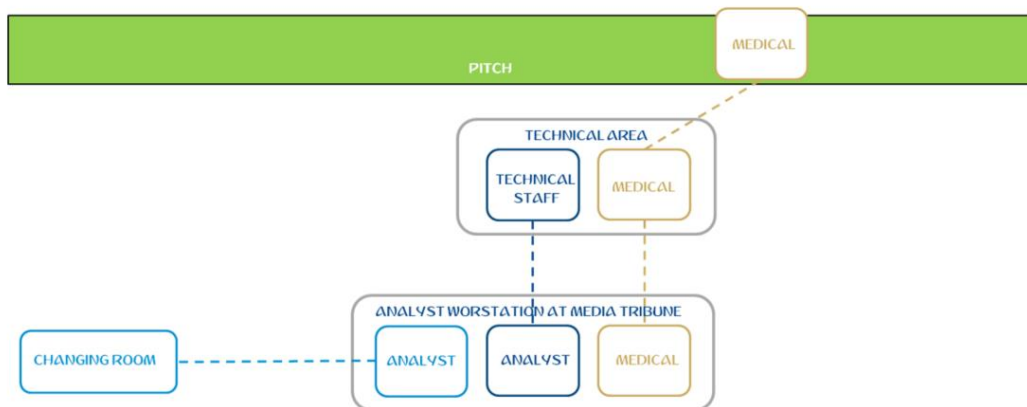 MEDICAL
PITCH
TECHNICAL AREA
TECHNICAL
STAFF
MEDICAL
ANALYST WORSTATION AT MEDIA TRIBUNE
CHANGING ROOM
ANALYST
ANALYST
MEDICAL